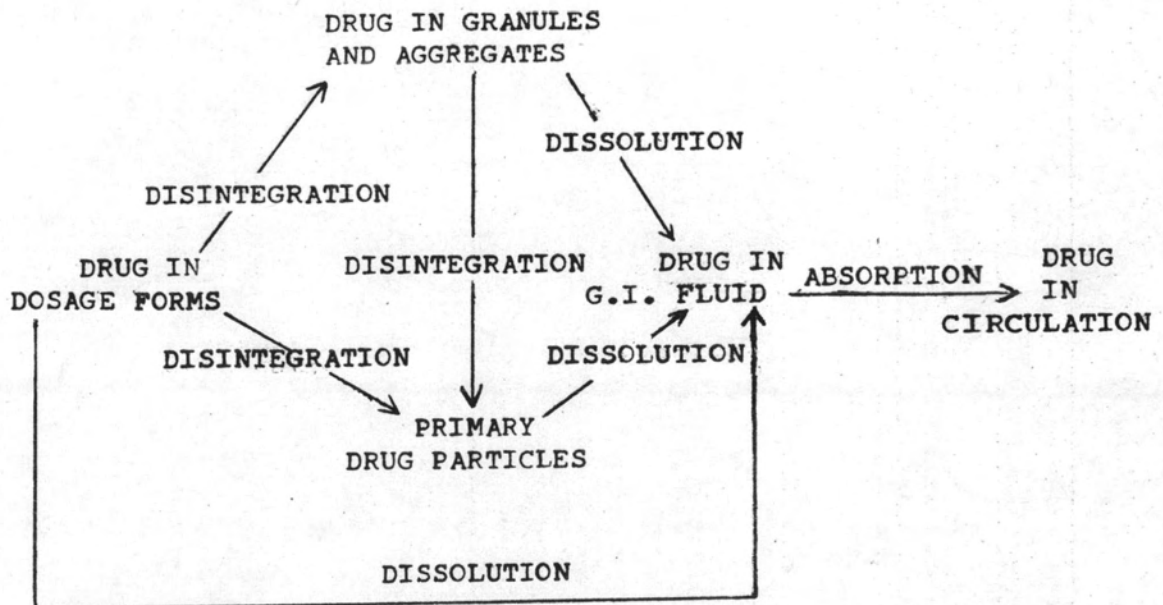 DRUG IN GRANULES
AND AGGREGATES
DISSOLUTION
DISINTEGRATION
DRUG IN
DOSAGE FORMS
DISINTEGRATION
DRUG IN
G.I. FLUID
ABSORPTION
DRUG
IN
CIRCULATION
DISINTEGRATION
DISSOLUTION
PRIMARY
DRUG PARTICLES
DISSOLUTION